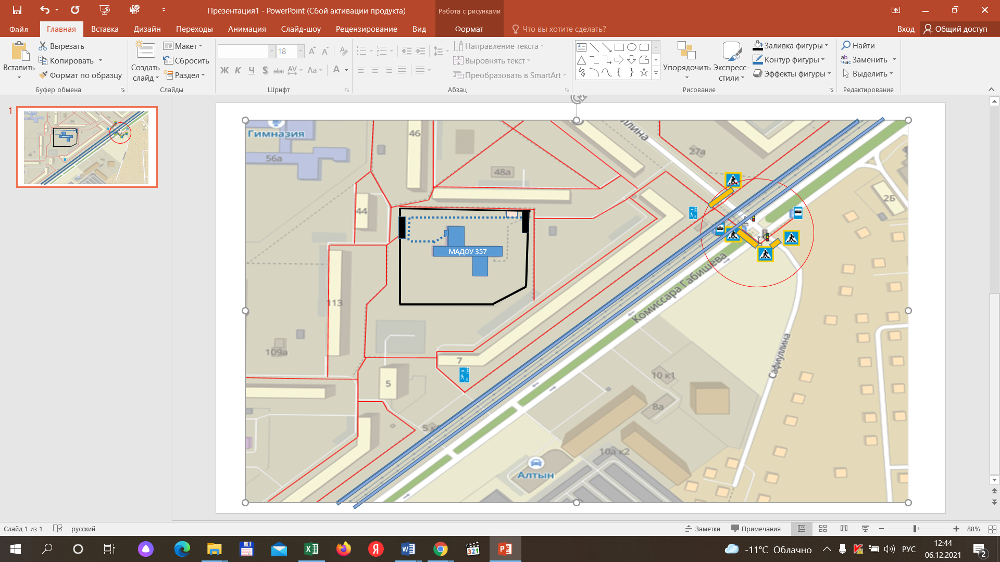 Презентация1 - PowerPoint (Сбой активации продукта)
Работа с рисунками
Файл
Главная
Вставка
Дизайн
Переходы
Анимация
Слайд-шоу
Рецензирование
Вид
Формат
Что вы хотите сделать?
Вход
Общий доступ
Вставить
Вырезать
Копировать
Формат по образцу
Буфер обмена
Создать слайд
Макет
Сбросить
Раздел
Слайды
18
Ж К Ч S abc AV Aa A
Шрифт
Направление текста
Выровнять текст
Преобразовать в SmartArt
Абзац
Упорядочить
Экспресс-стили
Заливка фигуры
Контур фигуры
Эффекты фигуры
Рисование
Найти
Заменить
Выделить
Редактирование
1
Гимназия
56а
46
48а
27а
44
2Б
МАДОУ 357
113
109а
7
5
Комиссара Габишева
Сафиуллина
10 к1
8а
10а к2
Алтын
Слайд 1 из 1
русский
Заметки
Примечания
88%
-11°C Облачно
РУС
12:44
06.12.2021
2